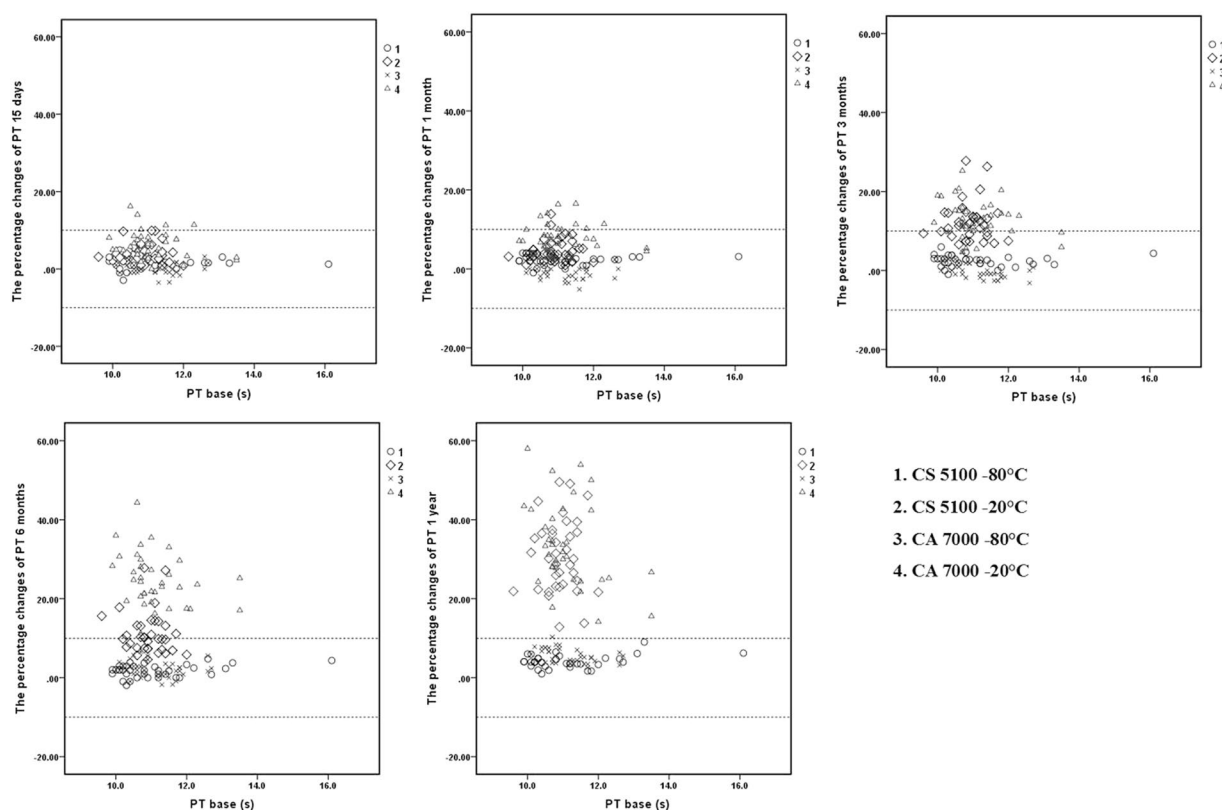 The percentage changes of PT 15 days
60.00
40.00
20.00
.00
-20.00
10.0 12.0 14.0 16.0
PT base (s)
1
2
3
4
The percentage changes of PT 1 month
60.00
40.00
20.00
.00
-20.00
10.0 12.0 14.0 16.0
PT base (s)
1
2
3
4
The percentage changes of PT 3 months
60.00
40.00
20.00
.00
-20.00
10.0 12.0 14.0 16.0
PT base (s)
1
2
3
4
The percentage changes of PT 6 months
60.00
40.00
20.00
.00
-20.00
10.0 12.0 14.0 16.0
PT base (s)
1
2
3
4
The percentage changes of PT 1 year
60.00
40.00
20.00
.00
-20.00
10.0 12.0 14.0 16.0
PT base (s)
1
2
3
4
1. CS 5100 -80°C
2. CS 5100 -20°C
3. CA 7000 -80°C
4. CA 7000 -20°C